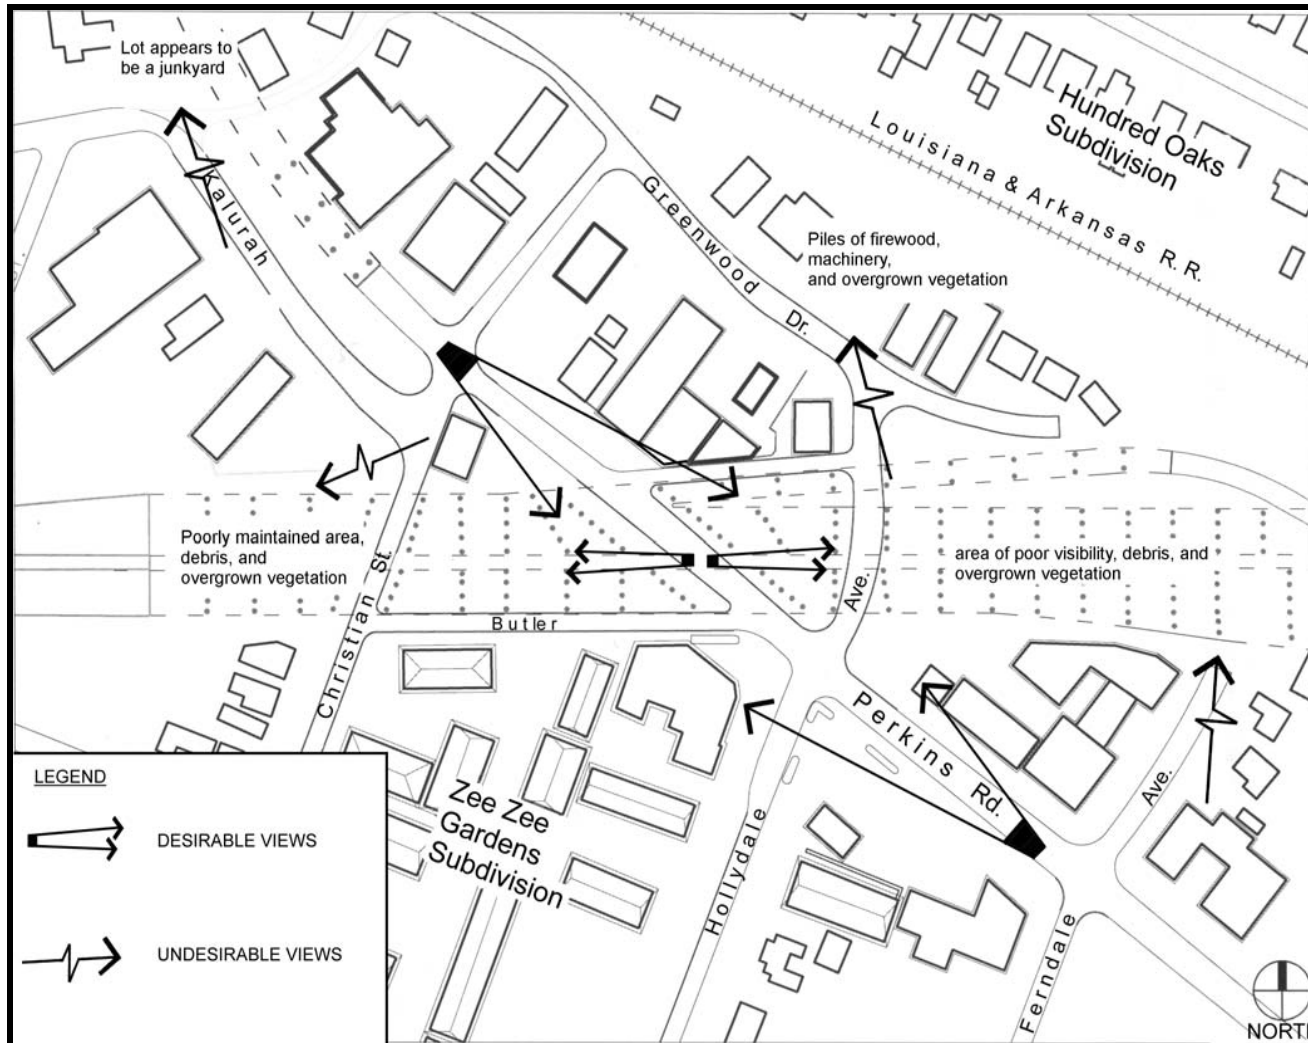 Lot appears to
be a junkyard
Hundred Oaks
Subdivision
Louisiana & Arkansas R.R.
Kalurah
Greenwood Dr.
Piles of firewood,
machinery,
and overgrown vegetation
Poorly maintained area,
debris, and
overgrown vegetation
area of poor visibility, debris, and
overgrown vegetation
Christian St.
Butler
Ave.
Perkins Rd.
Ave.
Zee Zee
Gardens
Subdivision
Hollydale
Ferndale
LEGEND
DESIRABLE VIEWS
UNDESIRABLE VIEWS
NORTH